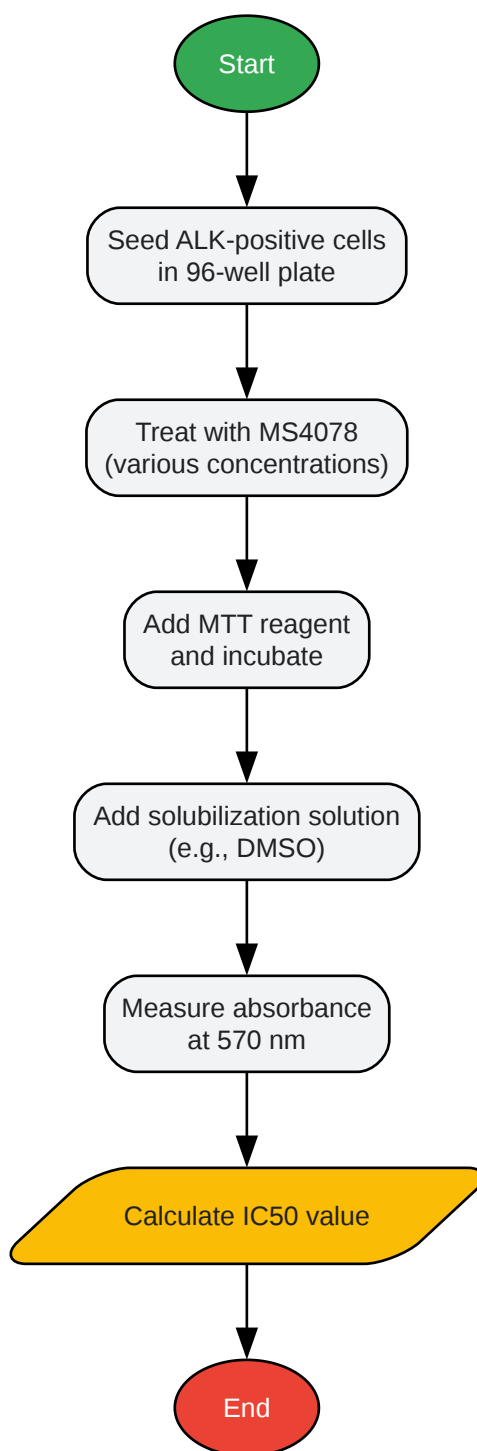 Start
Seed ALK-positive cells
in 96-well plate
Treat with MS4078
(various concentrations)
Add MTT reagent
and incubate
Add solubilization solution
(e.g., DMSO)
Measure absorbance
at 570 nm
Calculate IC50 value
End